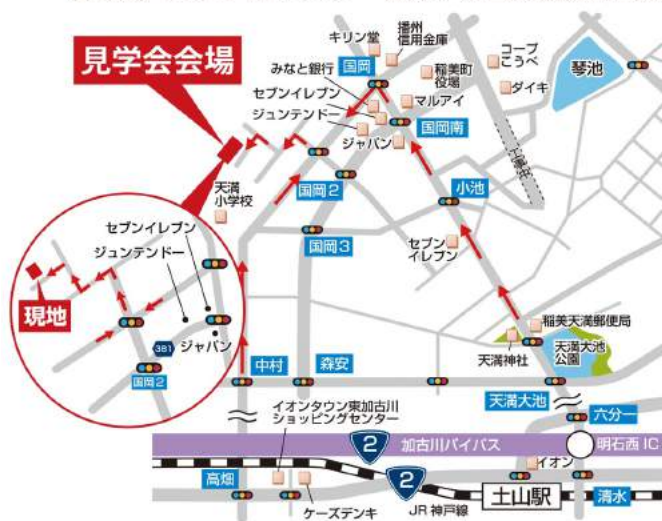 キリン堂
播州
信用金庫
国岡
見学会会場
みなと銀行
稲美町
役場
コープ
こうべ
琴池
セブンイレブン
マルアイ
ダイキ
ジュンテンドー
国岡南
ジャパン
工事中
天満
小学校
国岡2
小池
セブンイレブン
国岡3
ジュンテンドー
セブン
イレブン
現地
稲美天満郵便局
381
ジャパン
天満神社
天満大池
公園
国岡2
中村
森安
天満大池
イオンタウン東加古川
ショッピングセンター
六分一
2
加古川バイパス
明石西IC
高畑
2
イオン
ケーズデンキ
JR神戸線
土山駅
清水